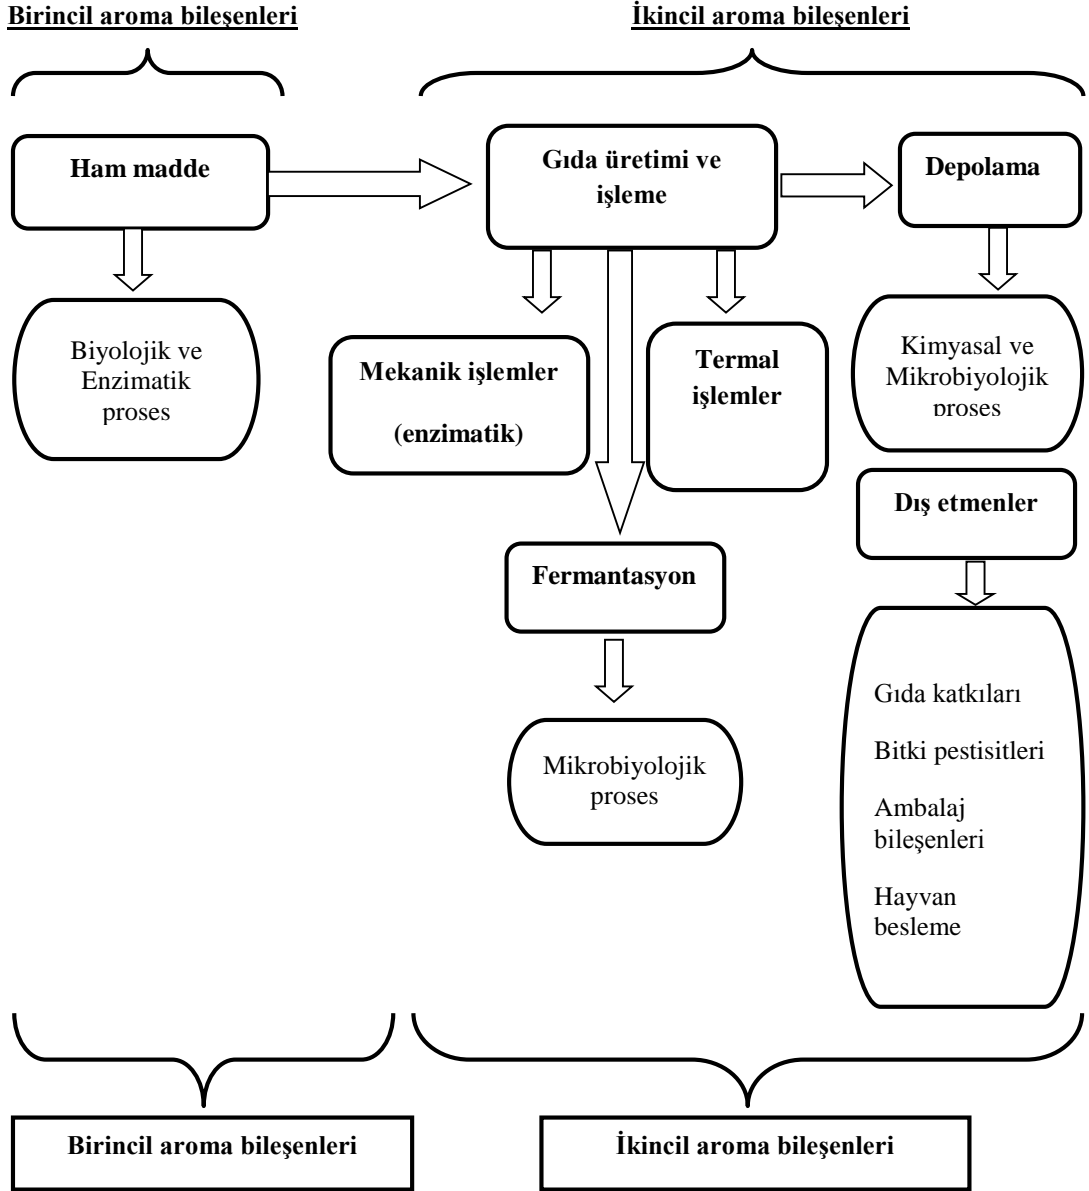 Birincil aroma bileşenleri
İkincil aroma bileşenleri
Ham madde
Gıda üretimi ve
işleme
Depolama
Biyolojik ve
Enzimatik
proses
Mekanik işlemler
(enzimatik)
Termal
işlemler
Kimyasal ve
Mikrobiyolojik
proses
Dış etmenler
Fermantasyon
Mikrobiyolojik
proses
Gıda katkıları
Bitki pestisitleri
Ambalaj
bileşenleri
Hayvan
besleme
Birincil aroma bileşenleri
İkincil aroma bileşenleri